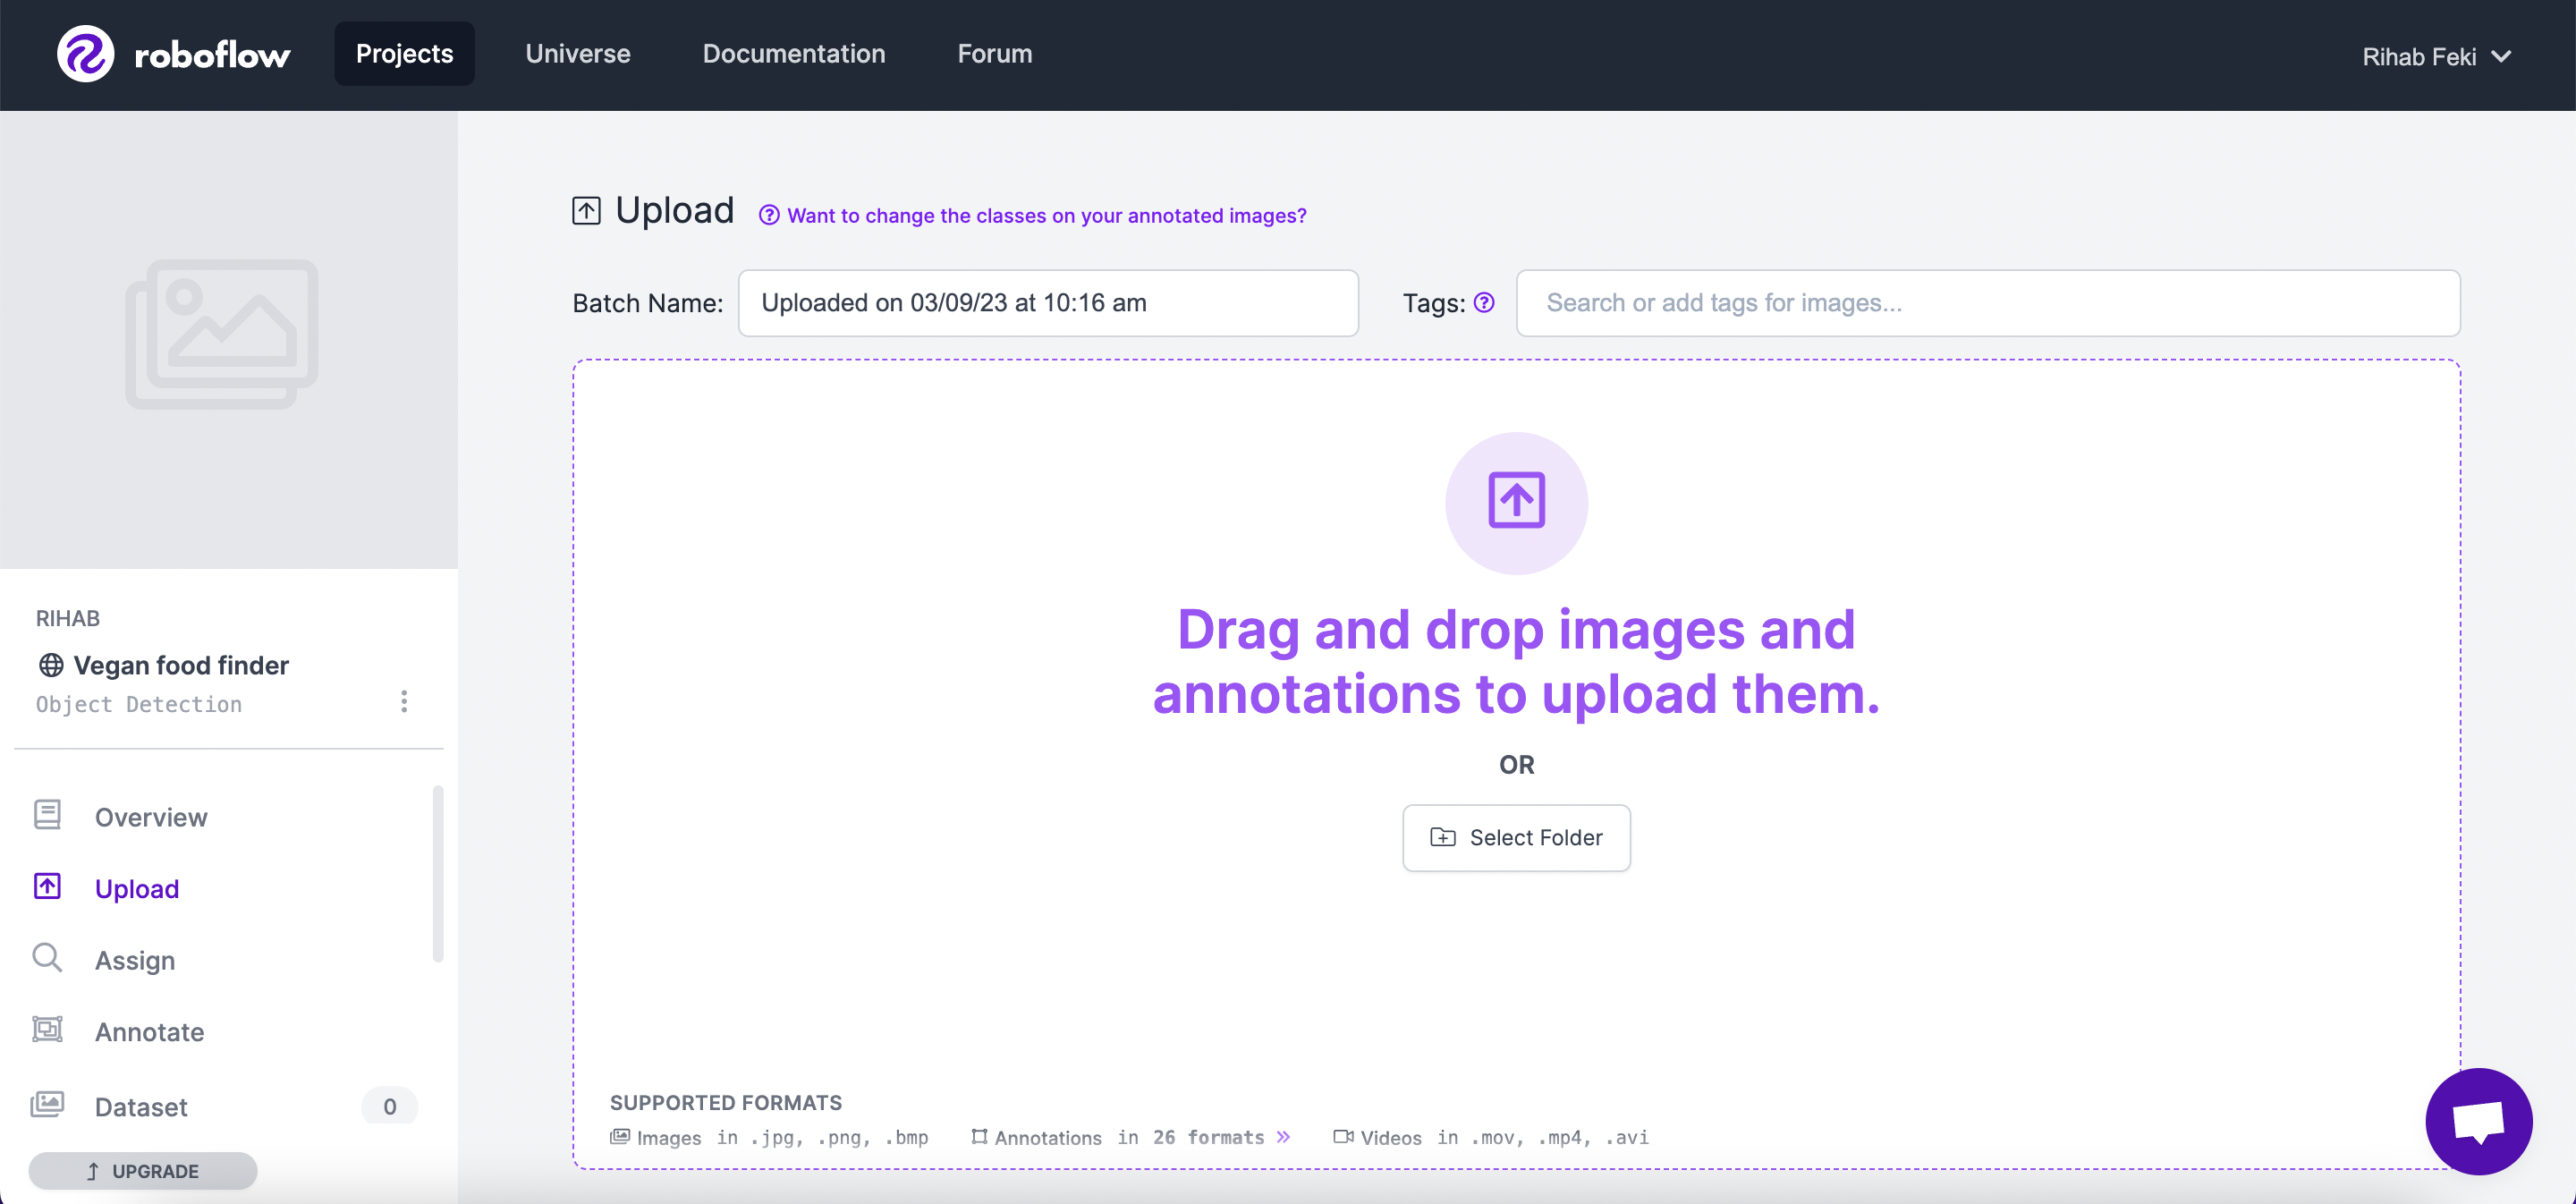 roboflow
Projects
Universe
Documentation
Forum
Rihab Feki
Upload
Want to change the classes on your annotated images?
Batch Name:
Uploaded on 03/09/23 at 10:16 am
Tags:
Search or add tags for images...
Drag and drop images and
annotations to upload them.
OR
Select Folder
SUPPORTED FORMATS
Images in .jpg, .png, .bmp
Annotations in 26 formats »
Videos in .mov, .mp4, .avi
RIHAB
Vegan food finder
Object Detection
Overview
Upload
Assign
Annotate
Dataset
0
UPGRADE